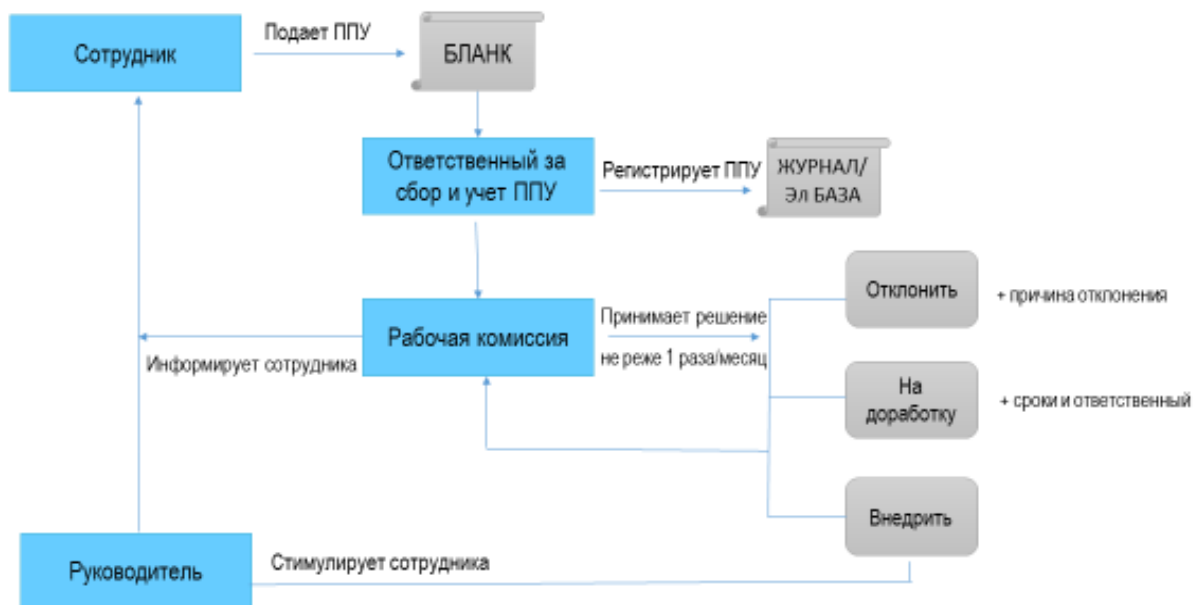 Сотрудник
Подает ППУ
БЛАНК
Ответственный за
сбор и учет ППУ
Регистрирует ППУ
ЖУРНАЛ/
Эл БАЗА
Рабочая комиссия
Принимает решение
не реже 1 раза/месяц
Информирует сотрудника
Отклонить
+ причина отклонения
На
доработку
+ сроки и ответственный
Внедрить
Руководитель
Стимулирует сотрудника